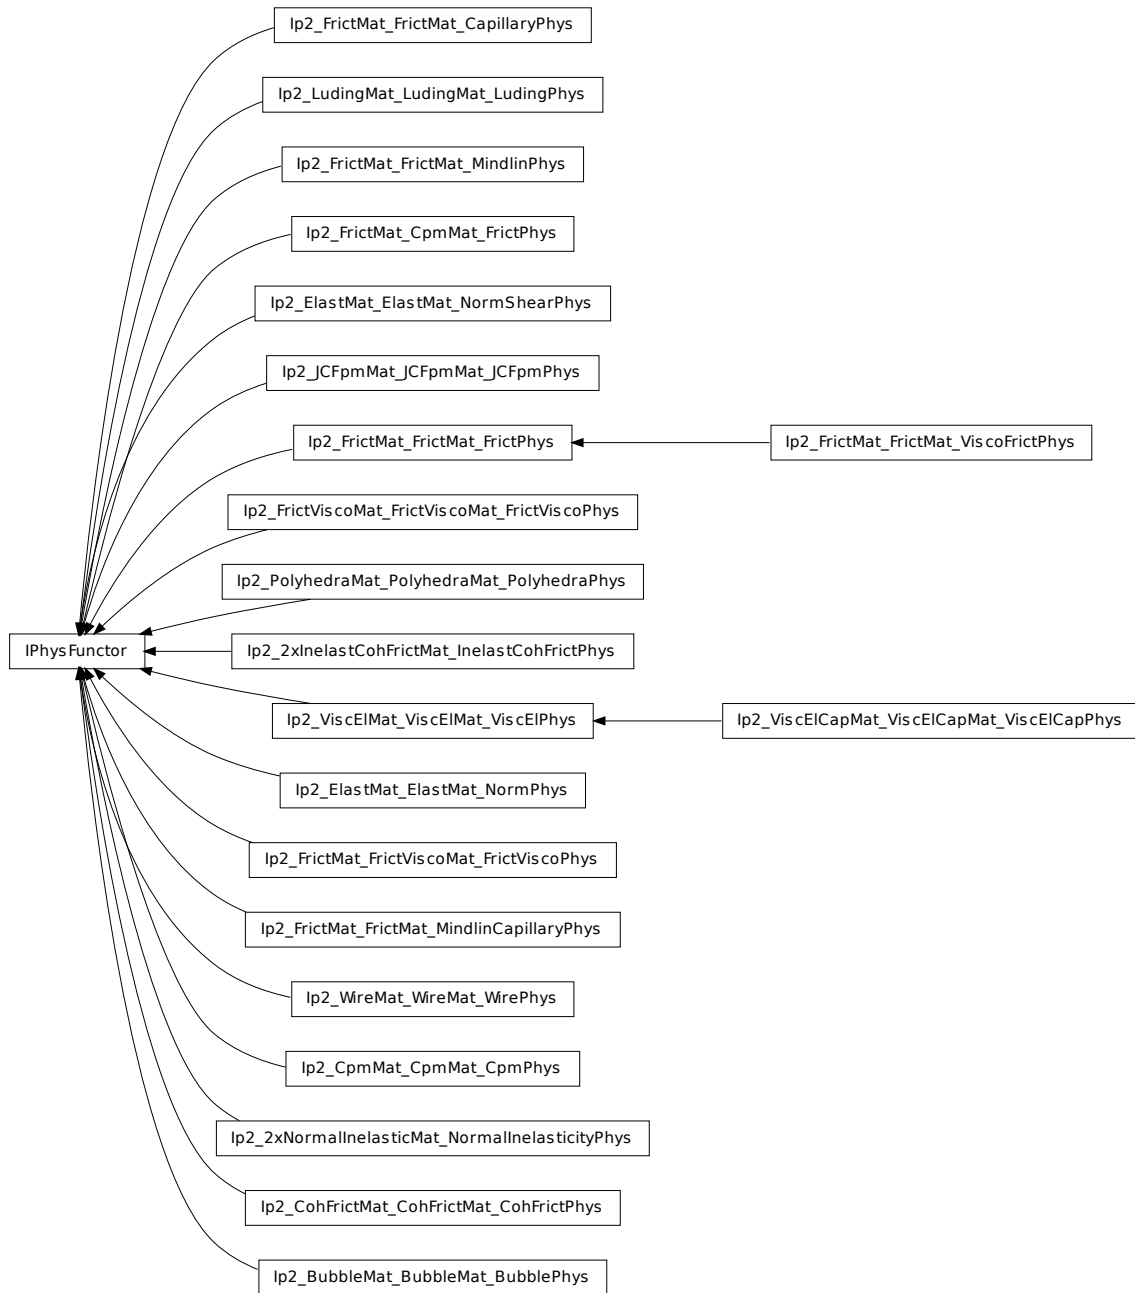 Ip2_FrictMat_FrictMat_CapillaryPhys
Ip2_LudingMat_LudingMat_LudingPhys
Ip2_FrictMat_FrictMat_MindlinPhys
Ip2_FrictMat_CpmMat_FrictPhys
Ip2_ElastMat_ElastMat_NormShearPhys
Ip2_JCFpmMat_JCFpmMat_JCFpmPhys
Ip2_FrictMat_FrictMat_FrictPhys
Ip2_FrictMat_FrictMat_ViscoFrictPhys
Ip2_FrictViscoMat_FrictViscoMat_FrictViscoPhys
Ip2_PolyhedraMat_PolyhedraMat_PolyhedraPhys
IPhysFunctor
Ip2_2xInelastCohFrictMat_InelastCohFrictPhys
Ip2_ViscElMat_ViscElMat_ViscElPhys
Ip2_ViscElCapMat_ViscElCapMat_ViscElCapPhys
Ip2_ElastMat_ElastMat_NormPhys
Ip2_FrictMat_FrictViscoMat_FrictViscoPhys
Ip2_FrictMat_FrictMat_MindlinCapillaryPhys
Ip2_WireMat_WireMat_WirePhys
Ip2_CpmMat_CpmMat_CpmPhys
Ip2_2xNormalInelasticMat_NormalInelasticityPhys
Ip2_CohFrictMat_CohFrictMat_CohFrictPhys
Ip2_BubbleMat_BubbleMat_BubblePhys